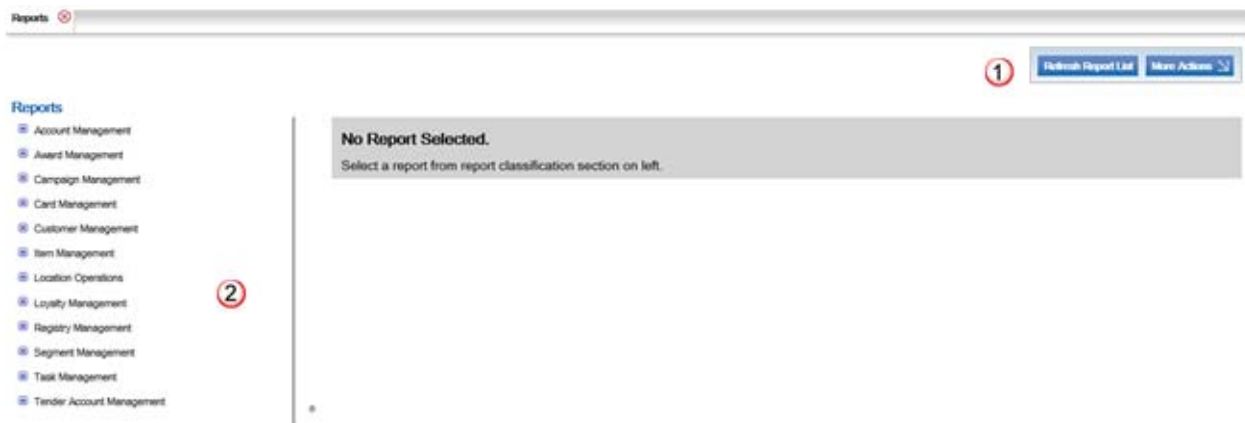 Reports
1
Refresh Report List More Actions
Reports
Account Management
Award Management
Campaign Management
Card Management
Customer Management
Item Management
Location Operations
Loyalty Management
Registry Management
Segment Management
Task Management
Tender Account Management
2
No Report Selected.
Select a report from report classification section on left.